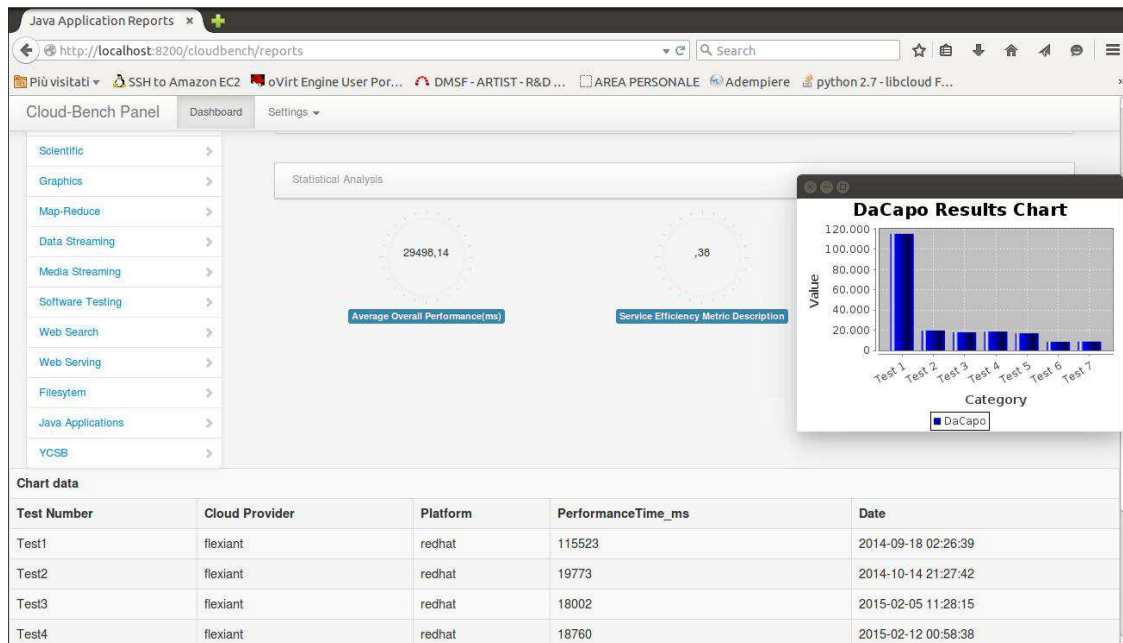 Java Application Reports
http://localhost:8200/cloudbench/reports
Search
Più visitati
SSH to Amazon EC2
oVirt Engine User Por...
DMSF - ARTIST - R&D ...
AREA PERSONALE
Adempiere
python 2.7 - libcloud F...
Cloud-Bench Panel
Dashboard
Settings
Scientific
Graphics
Map-Reduce
Data Streaming
Media Streaming
Software Testing
Web Search
Web Serving
Filesytem
Java Applications
YCSB
Statistical Analysis
29498,14
Average Overall Performance(ms)
,38
Service Efficiency Metric Description
DaCapo Results Chart
Value
120.000
100.000
80.000
60.000
40.000
20.000
0
Test 1
Test 2
Test 3
Test 4
Test 5
Test 6
Test 7
Category
DaCapo
Chart data
Test Number Cloud Provider Platform PerformanceTime_ms Date
Test1 flexiant redhat 115523 2014-09-18 02:26:39
Test2 flexiant redhat 19773 2014-10-14 21:27:42
Test3 flexiant redhat 18002 2015-02-05 11:28:15
Test4 flexiant redhat 18760 2015-02-12 00:58:38